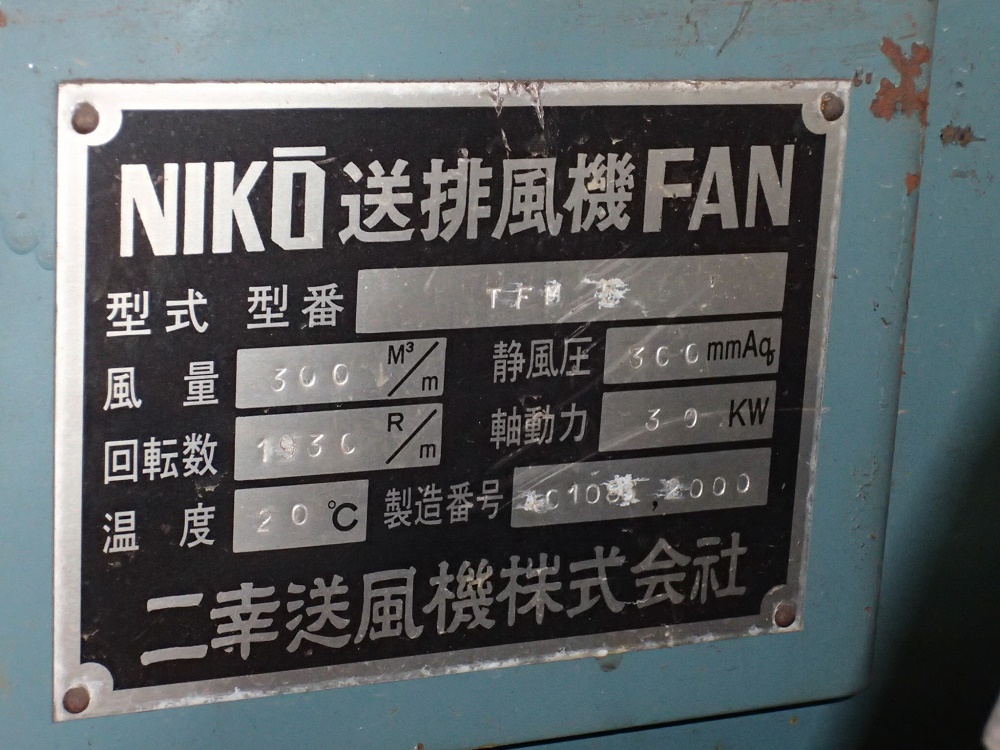 NIKŌ 送排風機 FAN
型式 型番 TFM
風量 300 M³/m 静風圧 300 mmAq
回転数 1930 R/m 軸動力 30 KW
温度 20 ℃ 製造番号
二幸送風機株式会社